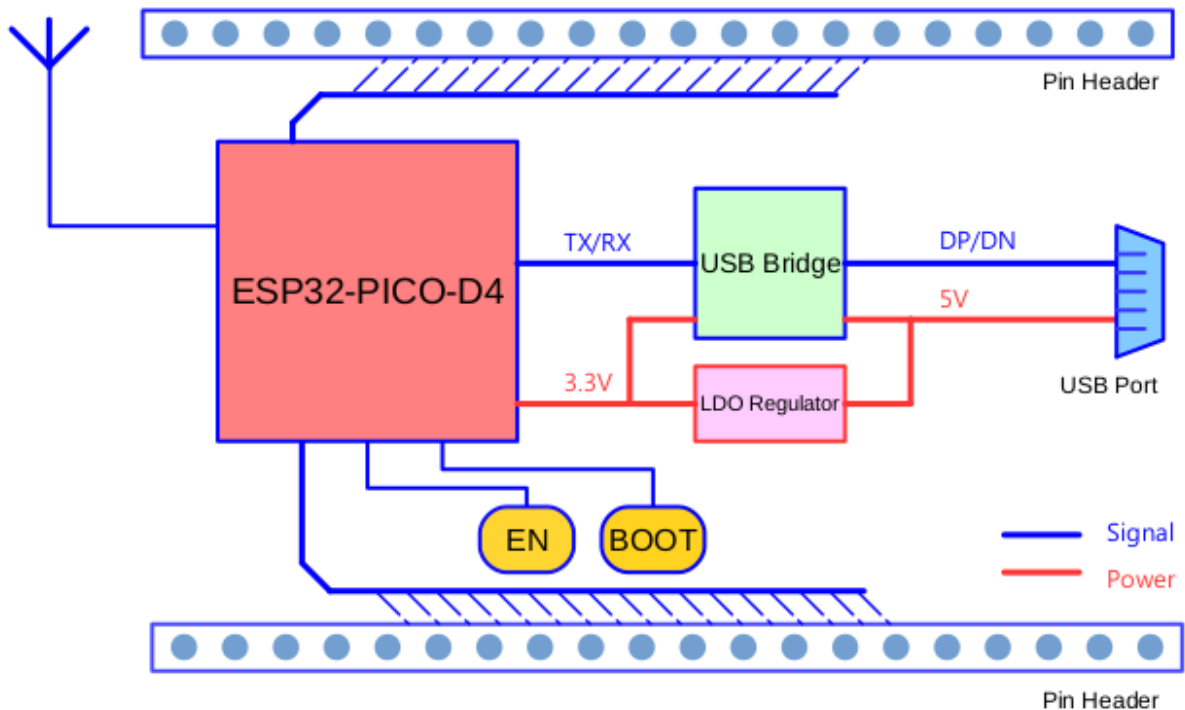 Pin Header
TX/RX
DP/DN
USB Bridge
ESP32-PICO-D4
5V
3.3V
LDO Regulator
USB Port
EN
BOOT
Signal
Power
Pin Header